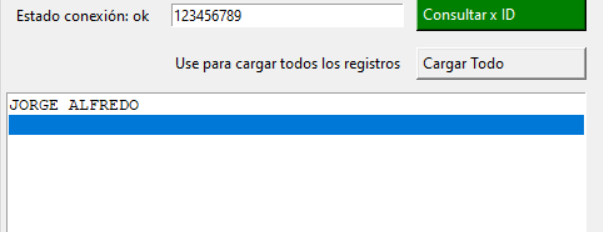 Estado conexión: ok 123456789 Consultar x ID
Use para cargar todos los registros Cargar Todo
JORGE ALFREDO